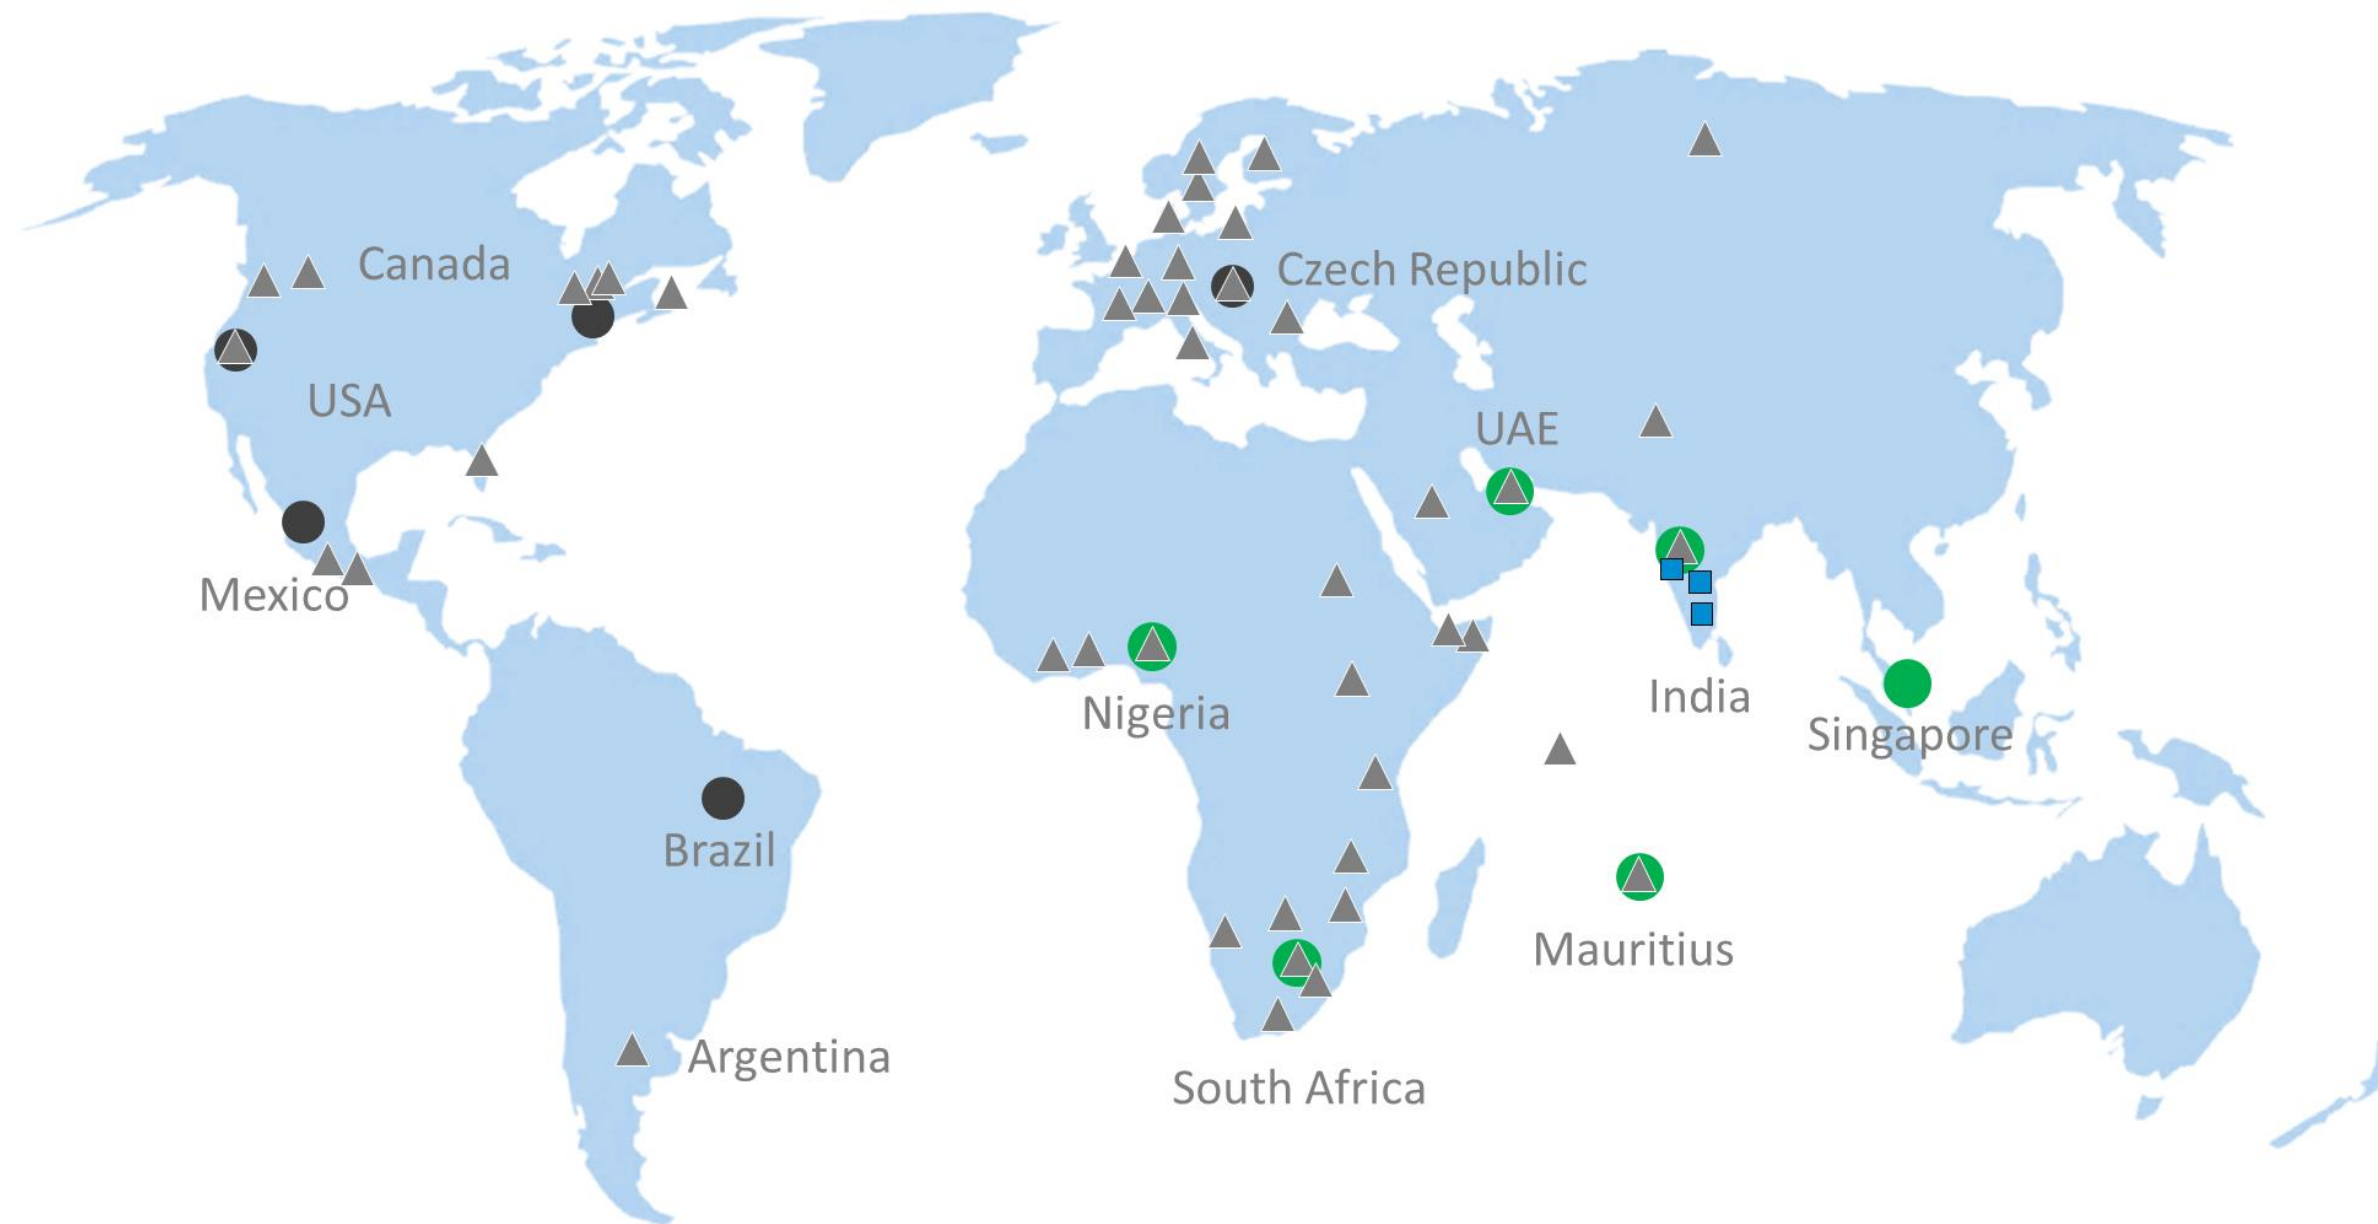 Canada
Czech Republic
USA
UAE
Mexico
Nigeria
India
Singapore
Brazil
Mauritius
Argentina
South Africa